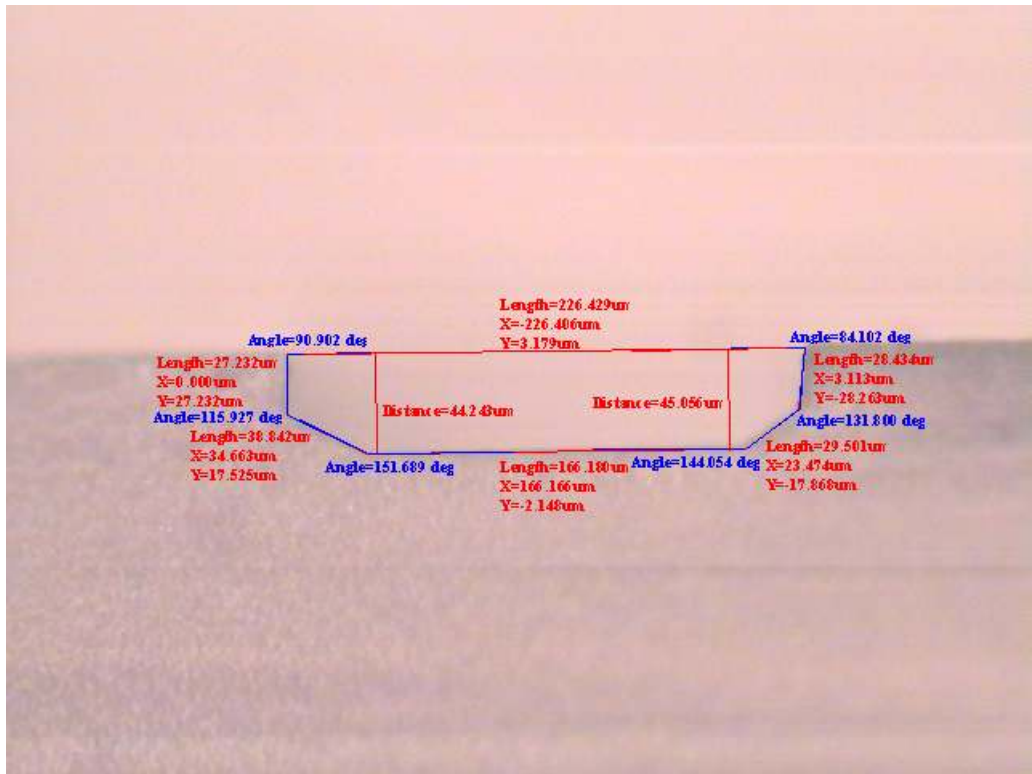 Length=226.429um
X=-226.406um
Y=3.179um
Angle=90.902 deg
Angle=84.102 deg
Length=27.232um
X=0.000um
Y=27.232um
Length=28.434um
X=3.113um
Y=-28.263um
Distance=44.243um
Distance=45.056um
Angle=115.927 deg
Angle=131.800 deg
Length=38.842um
X=34.663um
Y=17.525um
Length=29.501um
X=23.474um
Y=-17.868um
Angle=151.689 deg
Length=166.180um
X=166.166um
Y=-2.148um
Angle=144.054 deg